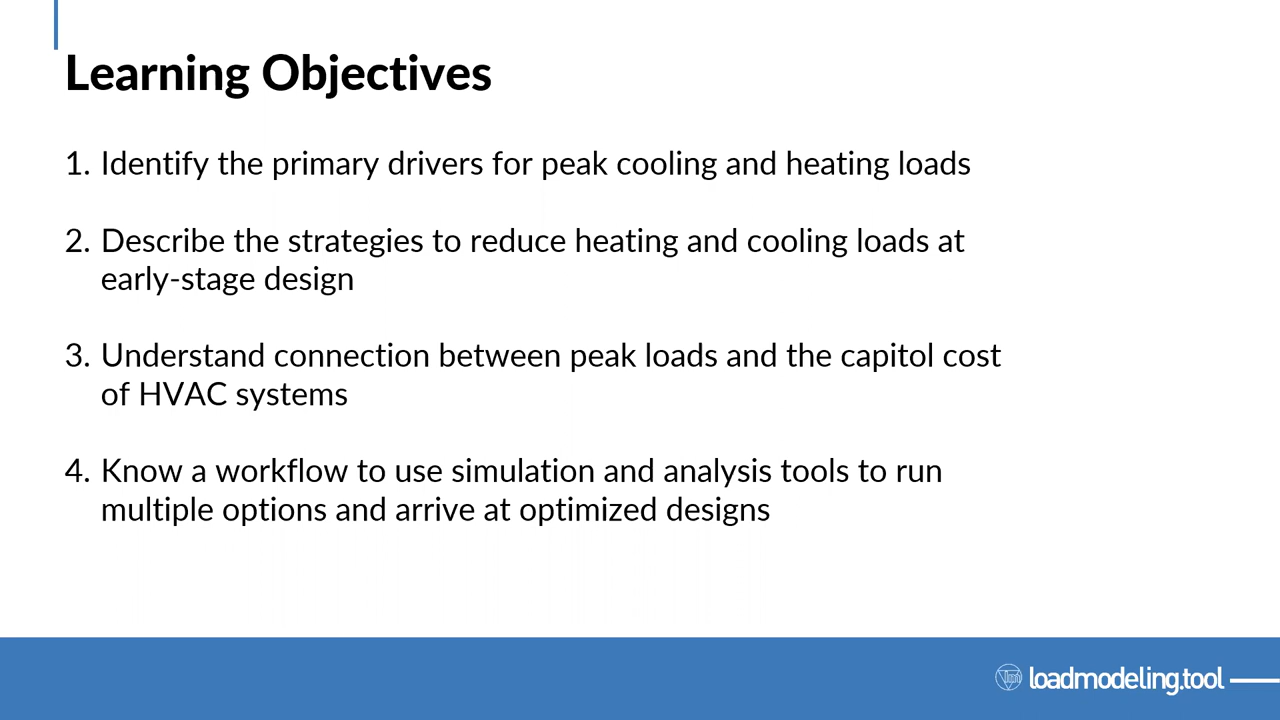 Learning Objectives
1. Identify the primary drivers for peak cooling and heating loads
2. Describe the strategies to reduce heating and cooling loads at
early-stage design
3. Understand connection between peak loads and the capitol cost
of HVAC systems
4. Know a workflow to use simulation and analysis tools to run
multiple options and arrive at optimized designs
loadmodeling.tool